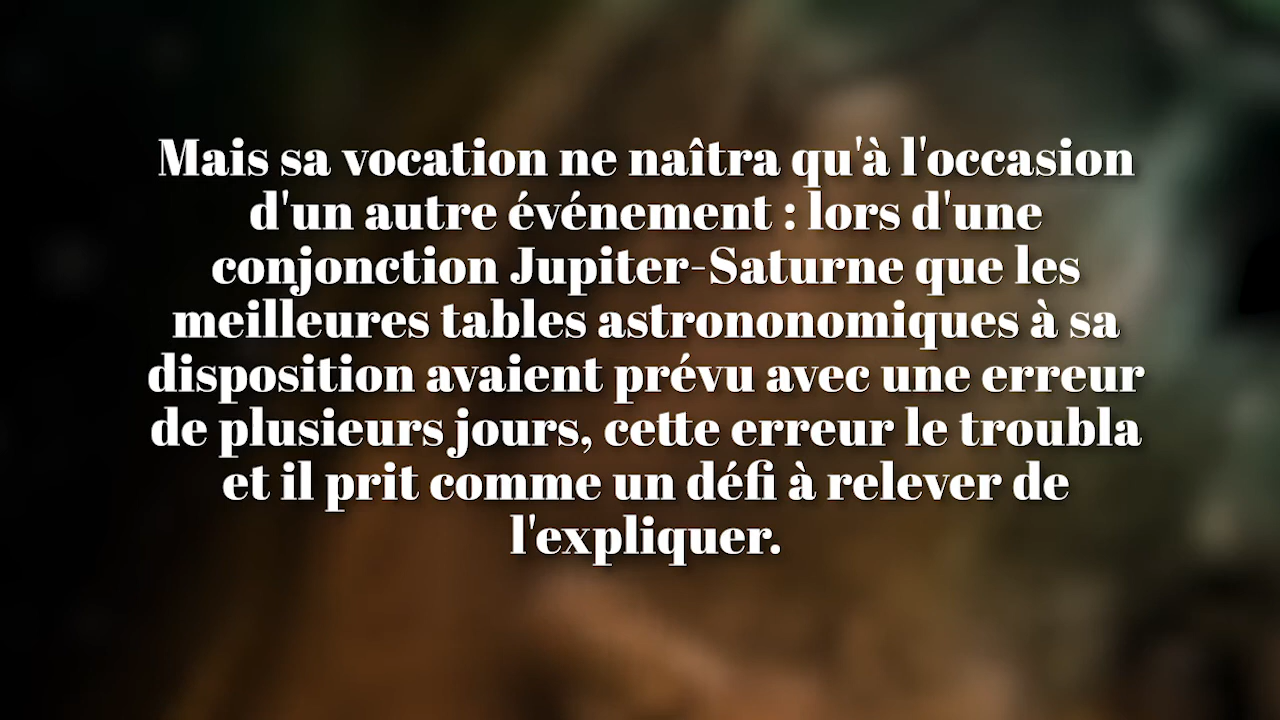 Mais sa vocation ne naîtra qu'à l'occasion
d'un autre événement : lors d'une
conjonction Jupiter-Saturne que les
meilleures tables astrononomiques à sa
disposition avaient prévu avec une erreur
de plusieurs jours, cette erreur le troubla
et il prit comme un défi à relever de
l'expliquer.